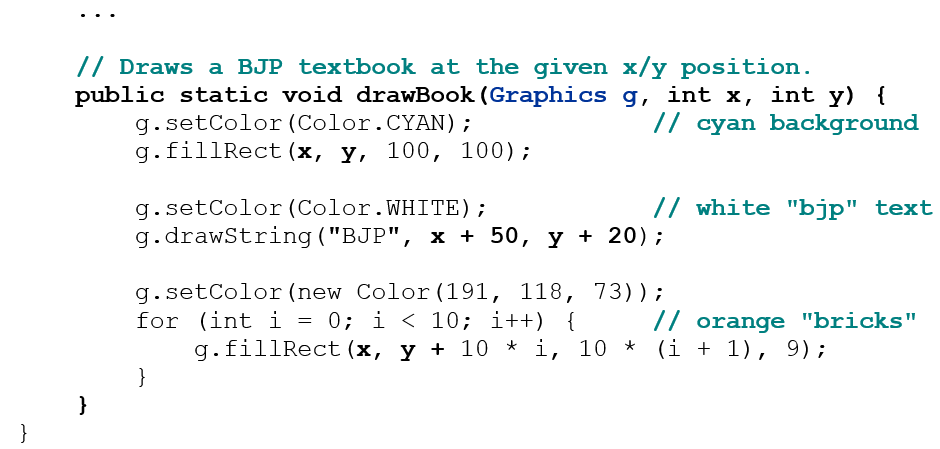 ...
// Draws a BJP textbook at the given x/y position.
public static void drawBook(Graphics g, int x, int y) {
g.setColor(Color.CYAN); // cyan background
g.fillRect(x, y, 100, 100);
g.setColor(Color.WHITE); // white "bjp" text
g.drawString("BJP", x + 50, y + 20);
g.setColor(new Color(191, 118, 73));
for (int i = 0; i < 10; i++) { // orange "bricks"
g.fillRect(x, y + 10 * i, 10 * (i + 1), 9);
}
}
}